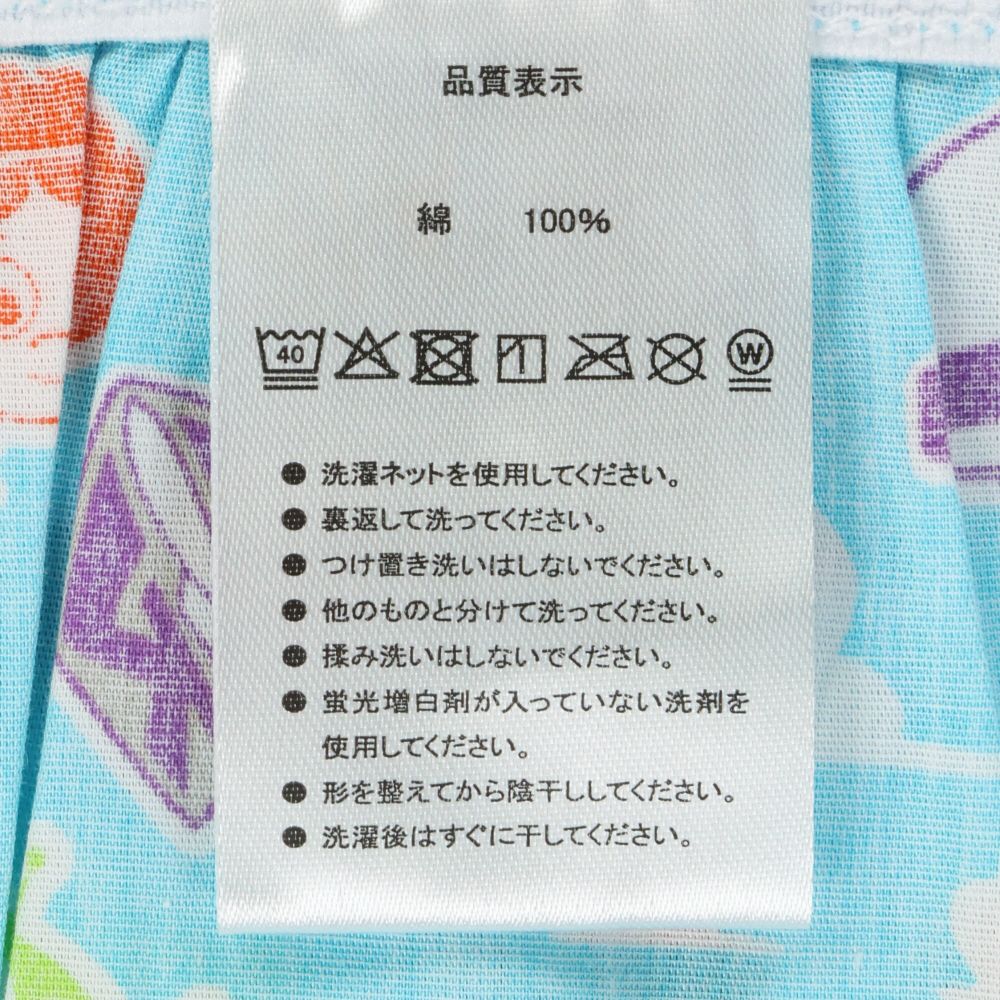 品質表示
綿 100%
40 W
● 洗濯ネットを使用してください。
● 裏返して洗ってください。
● つけ置き洗いはしないでください。
● 他のものと分けて洗ってください。
● 揉み洗いはしないでください。
● 蛍光増白剤が入っていない洗剤を
使用してください。
● 形を整えてから陰干ししてください。
● 洗濯後はすぐに干してください。